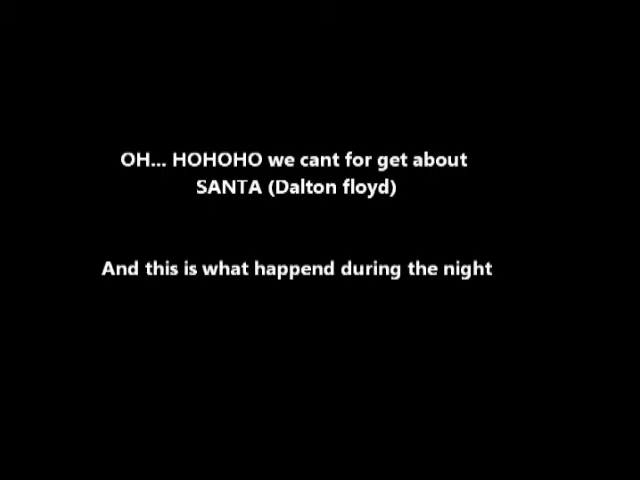 OH... HOHOHO we cant for get about
SANTA (Dalton floyd)
And this is what happend during the night